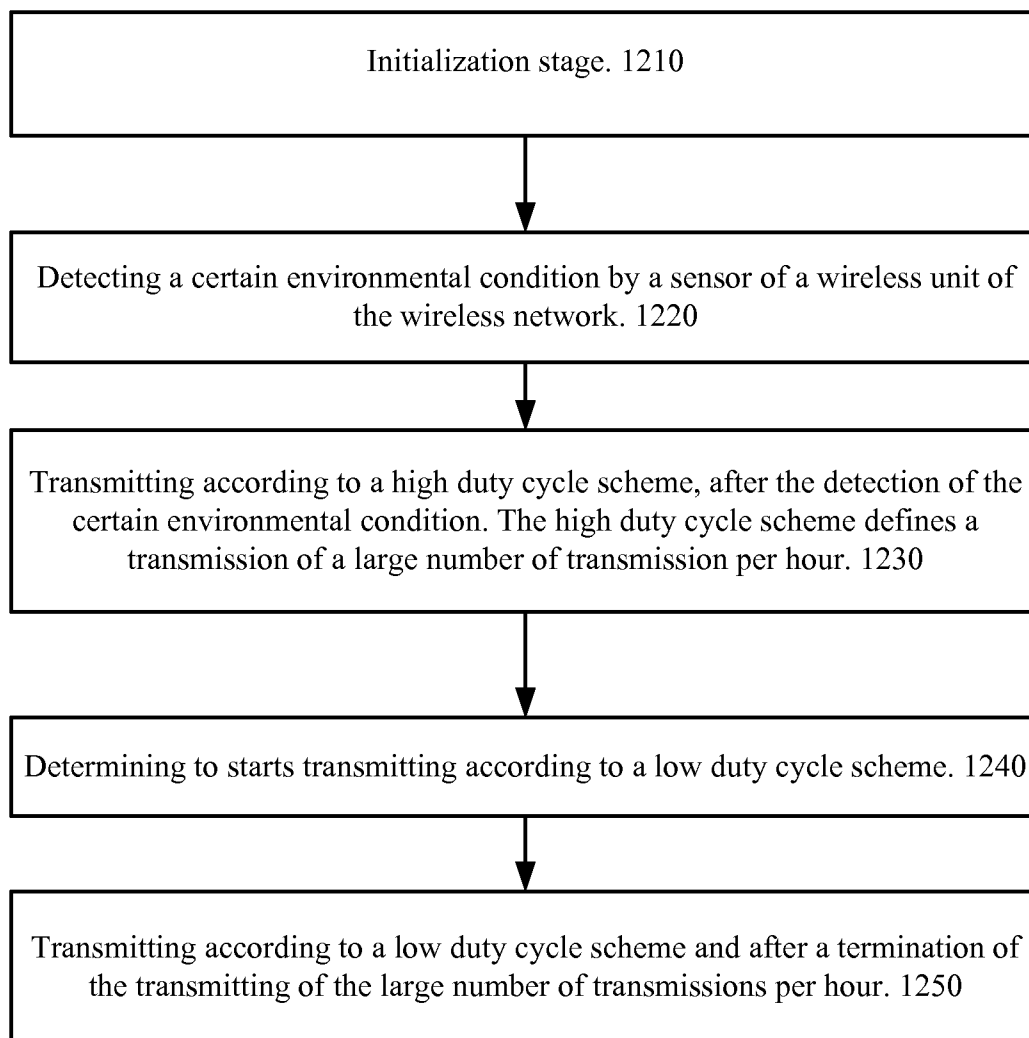 Initialization stage. 1210
Detecting a certain environmental condition by a sensor of a wireless unit of
the wireless network. 1220
Transmitting according to a high duty cycle scheme, after the detection of the
certain environmental condition. The high duty cycle scheme defines a
transmission of a large number of transmission per hour. 1230
Determining to starts transmitting according to a low duty cycle scheme. 1240
Transmitting according to a low duty cycle scheme and after a termination of
the transmitting of the large number of transmissions per hour. 1250